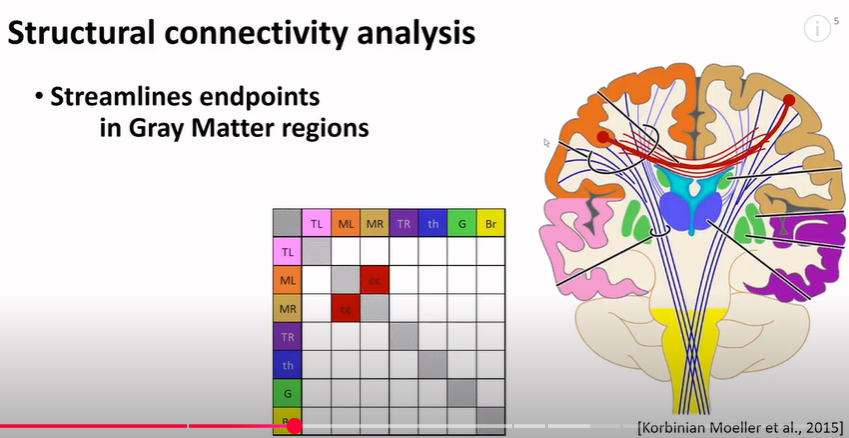 Structural connectivity analysis
5
• Streamlines endpoints
in Gray Matter regions
TL ML MR TR th G Br
TL
ML cc
MR cc
TR
th
G
[Korbinian Moeller et al., 2015]